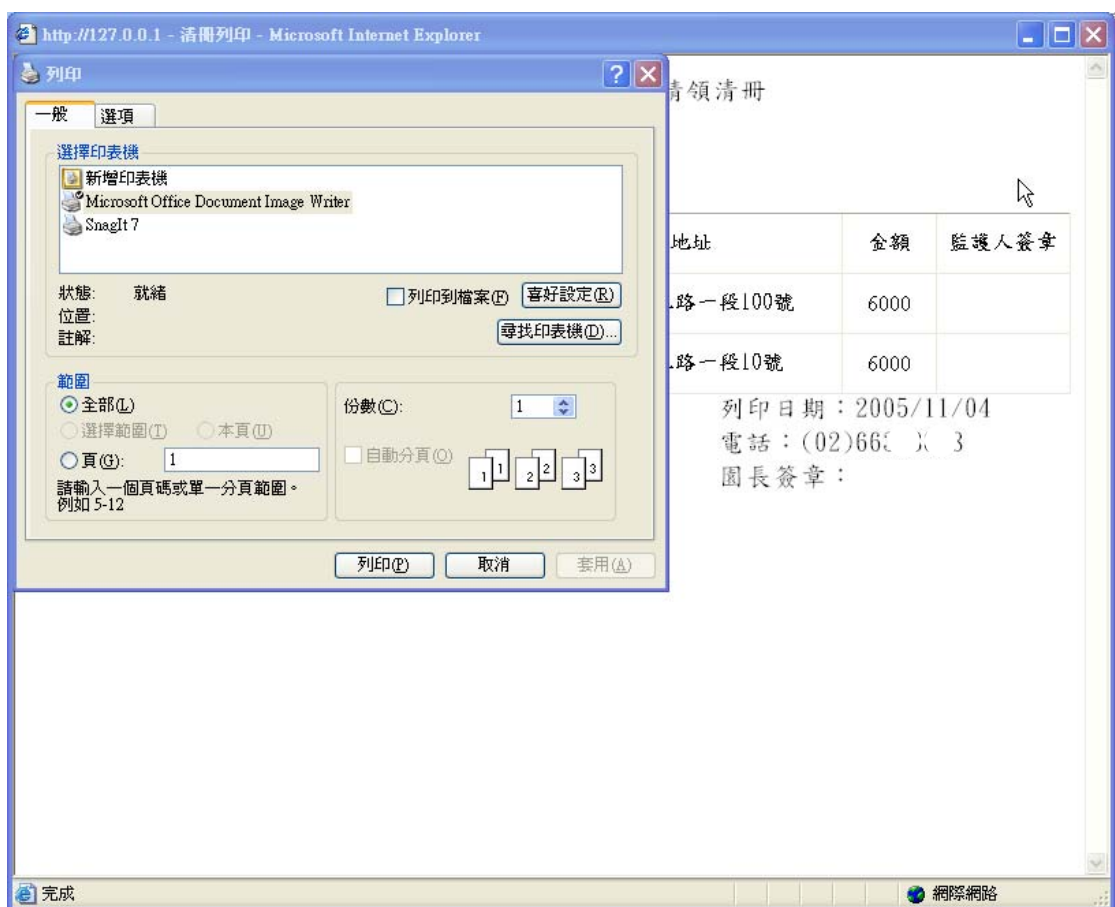 http://127.0.0.1 - 清冊列印 - Microsoft Internet Explorer
列印
一般
選項
選擇印表機
新增印表機
Microsoft Office Document Image Writer
SnagIt 7
狀態: 就緒
位置:
註解:
列印到檔案(F)
喜好設定(R)
尋找印表機(D)...
範圍
全部(L)
選擇範圍(T)
本頁(U)
頁(G): 1
請輸入一個頁碼或單一分頁範圍。
例如 5-12
份數(C): 1
自動分頁(O)
1 1 2 2 3 3
列印(P)
取消
套用(A)
請領清冊
地址 金額 監護人簽章
路一段100號 6000
路一段10號 6000
列印日期：2005/11/04
電話：(02)66 3
園長簽章：
完成
網際網路